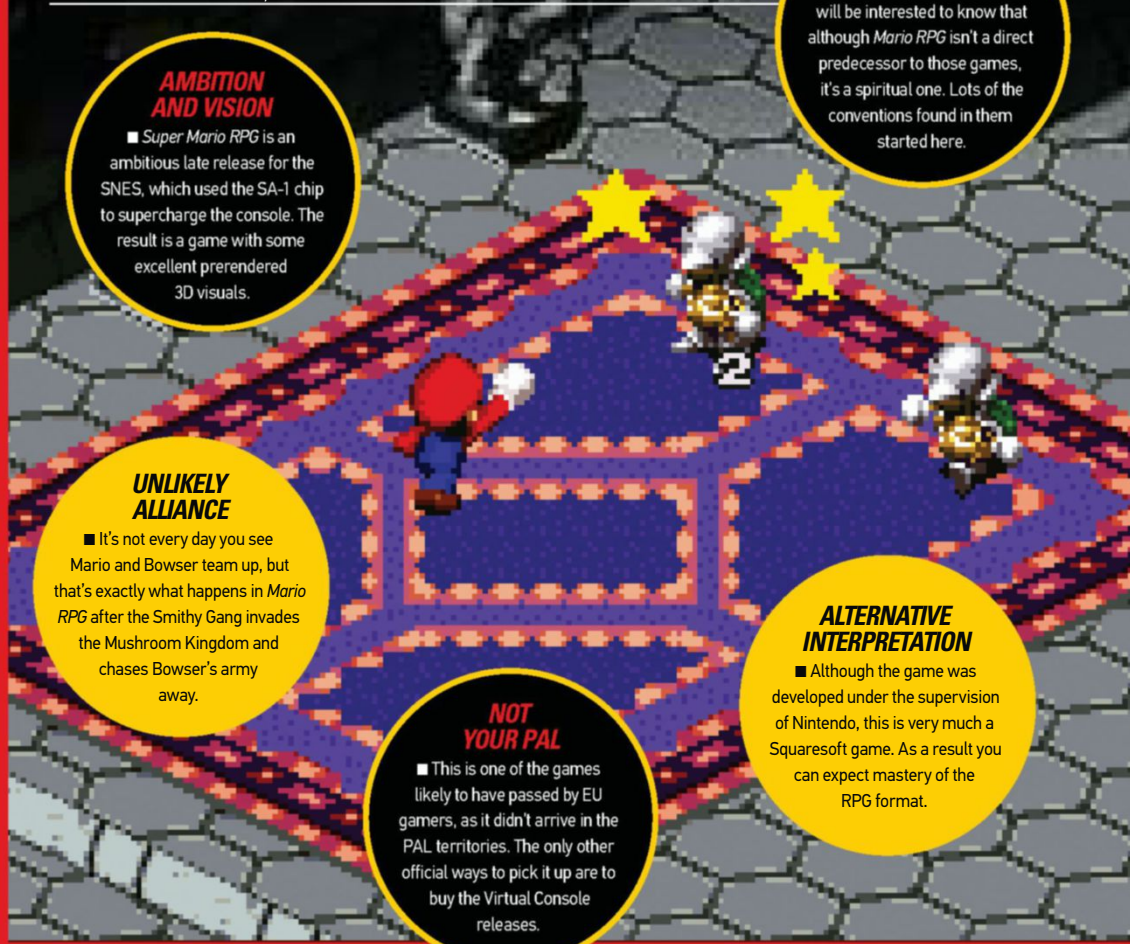 will be interested to know that
although Mario RPG isn't a direct
predecessor to those games,
it's a spiritual one. Lots of the
conventions found in them
started here.
AMBITION
AND VISION
■ Super Mario RPG is an
ambitious late release for the
SNES, which used the SA-1 chip
to supercharge the console. The
result is a game with some
excellent prerendered
3D visuals.
2
UNLIKELY
ALLIANCE
■ It's not every day you see
Mario and Bowser team up, but
that's exactly what happens in Mario
RPG after the Smithy Gang invades
the Mushroom Kingdom and
chases Bowser's army
away.
ALTERNATIVE
INTERPRETATION
■ Although the game was
developed under the supervision
of Nintendo, this is very much a
Squaresoft game. As a result you
can expect mastery of the
RPG format.
NOT
YOUR PAL
■ This is one of the games
likely to have passed by EU
gamers, as it didn't arrive in the
PAL territories. The only other
official ways to pick it up are to
buy the Virtual Console
releases.